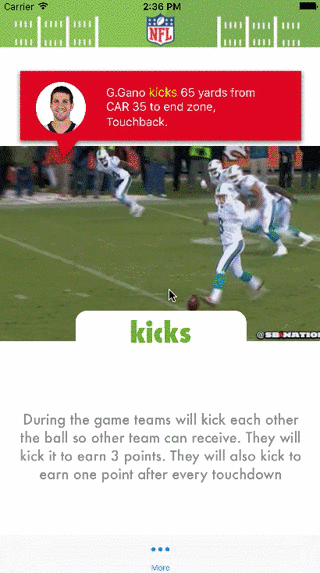 Carrier 2:36 PM
NFL
G.Gano kicks 65 yards from
CAR 35 to end zone,
Touchback.
@SB★NATION
kicks
During the game teams will kick each other
the ball so other team can receive. They will
kick it to earn 3 points. They will also kick to
earn one point after every touchdown
More